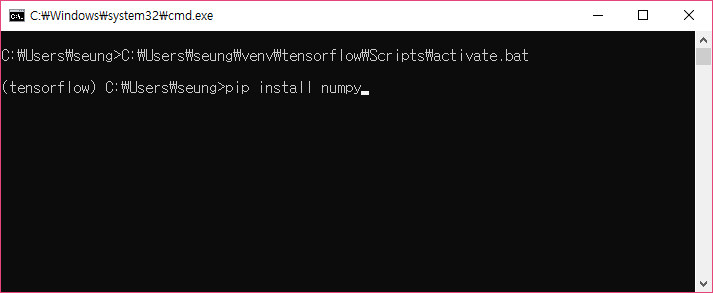 C:₩Windows₩system32₩cmd.exe
C:₩Users₩seung>C:₩Users₩seung₩venv₩tensorflow₩Scripts₩activate.bat
(tensorflow) C:₩Users₩seung>pip install numpy